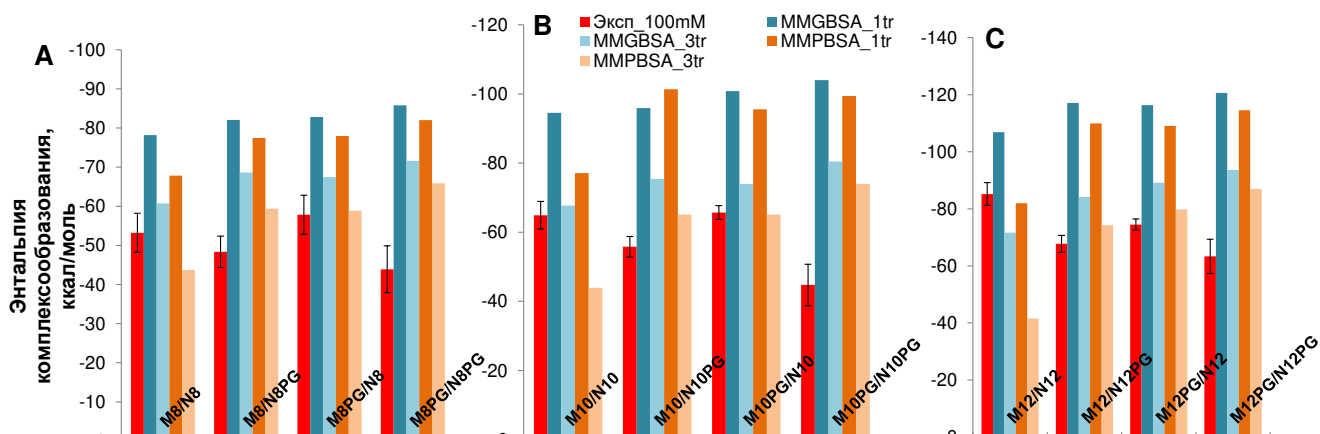 A
B
C
Эксп_100mM
MMGBSA_1tr
MMGBSA_3tr
MMPBSA_1tr
MMPBSA_3tr
Энтальпия
комплексообразования,
ккал/моль
-100
-90
-80
-70
-60
-50
-40
-30
-20
-10
M8/N8
M8/N8PG
M8PG/N8
M8PG/N8PG
-120
-100
-80
-60
-40
-20
M10/N10
M10/N10PG
M10PG/N10
M10PG/N10PG
-140
-120
-100
-80
-60
-40
-20
M12/N12
M12/N12PG
M12PG/N12
M12PG/N12PG